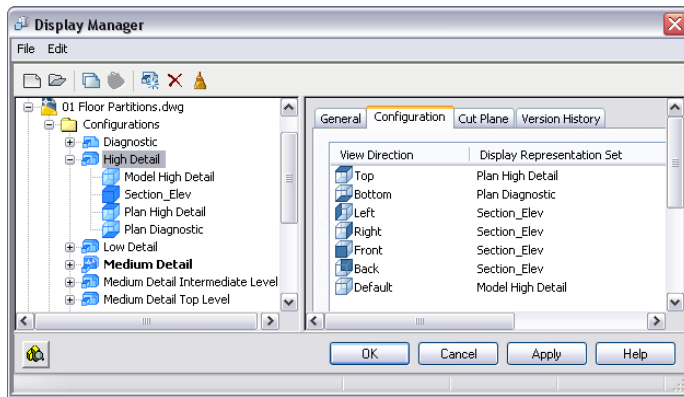 Display Manager
File Edit
01 Floor Partitions.dwg
Configurations
Diagnostic
High Detail
Model High Detail
Section_Elev
Plan High Detail
Plan Diagnostic
Low Detail
Medium Detail
Medium Detail Intermediate Level
Medium Detail Top Level
General Configuration Cut Plane Version History
View Direction Display Representation Set
Top Plan High Detail
Bottom Plan Diagnostic
Left Section_Elev
Right Section_Elev
Front Section_Elev
Back Section_Elev
Default Model High Detail
OK Cancel Apply Help